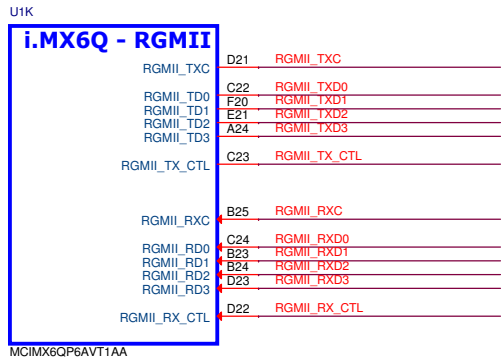 U1K
i.MX6Q - RGMII
RGMII_TXC D21 RGMII_TXC
RGMII_TD0 C22 RGMII_TXD0
RGMII_TD1 F20 RGMII_TXD1
RGMII_TD2 E21 RGMII_TXD2
RGMII_TD3 A24 RGMII_TXD3
RGMII_TX_CTL C23 RGMII_TX_CTL
RGMII_RXC B25 RGMII_RXC
RGMII_RD0 C24 RGMII_RXD0
RGMII_RD1 B23 RGMII_RXD1
RGMII_RD2 B24 RGMII_RXD2
RGMII_RD3 D23 RGMII_RXD3
RGMII_RX_CTL D22 RGMII_RX_CTL
MCIMX6QP6AVT1AA